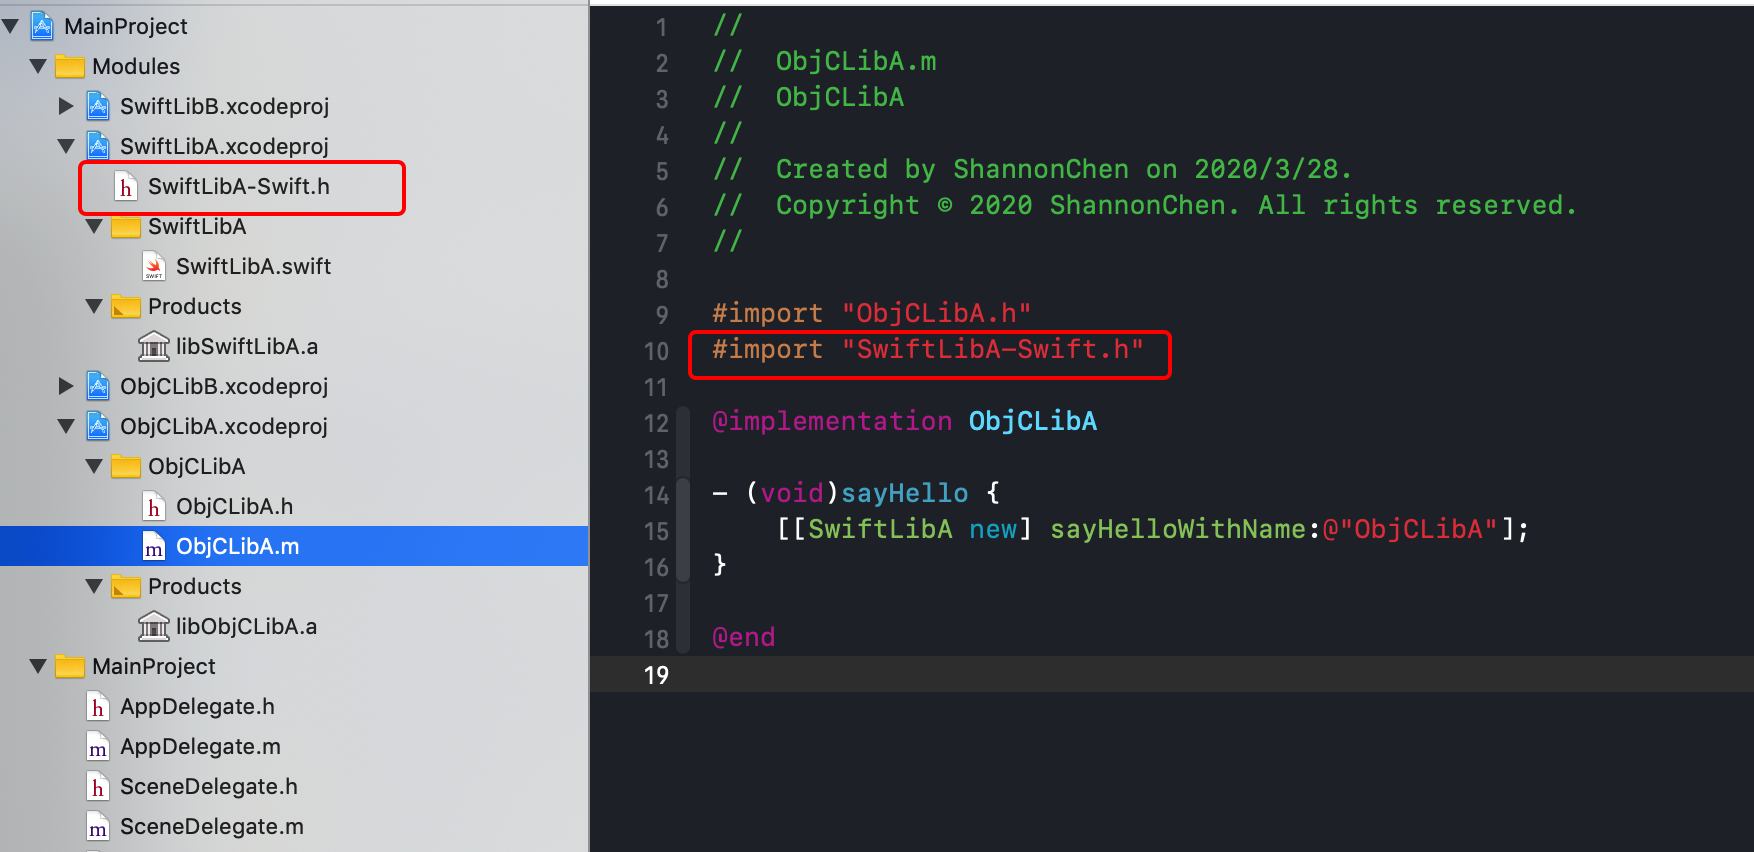 MainProject
Modules
SwiftLibB.xcodeproj
SwiftLibA.xcodeproj
h SwiftLibA-Swift.h
SwiftLibA
SWIFT SwiftLibA.swift
Products
libSwiftLibA.a
ObjCLibB.xcodeproj
ObjCLibA.xcodeproj
ObjCLibA
h ObjCLibA.h
m ObjCLibA.m
Products
libObjCLibA.a
MainProject
h AppDelegate.h
m AppDelegate.m
h SceneDelegate.h
m SceneDelegate.m
1 //
2 //  ObjCLibA.m
3 //  ObjCLibA
4 //
5 //  Created by ShannonChen on 2020/3/28.
6 //  Copyright © 2020 ShannonChen. All rights reserved.
7 //
8
9 #import "ObjCLibA.h"
10 #import "SwiftLibA-Swift.h"
11
12 @implementation ObjCLibA
13
14 - (void)sayHello {
15     [[SwiftLibA new] sayHelloWithName:@"ObjCLibA"];
16 }
17
18 @end
19